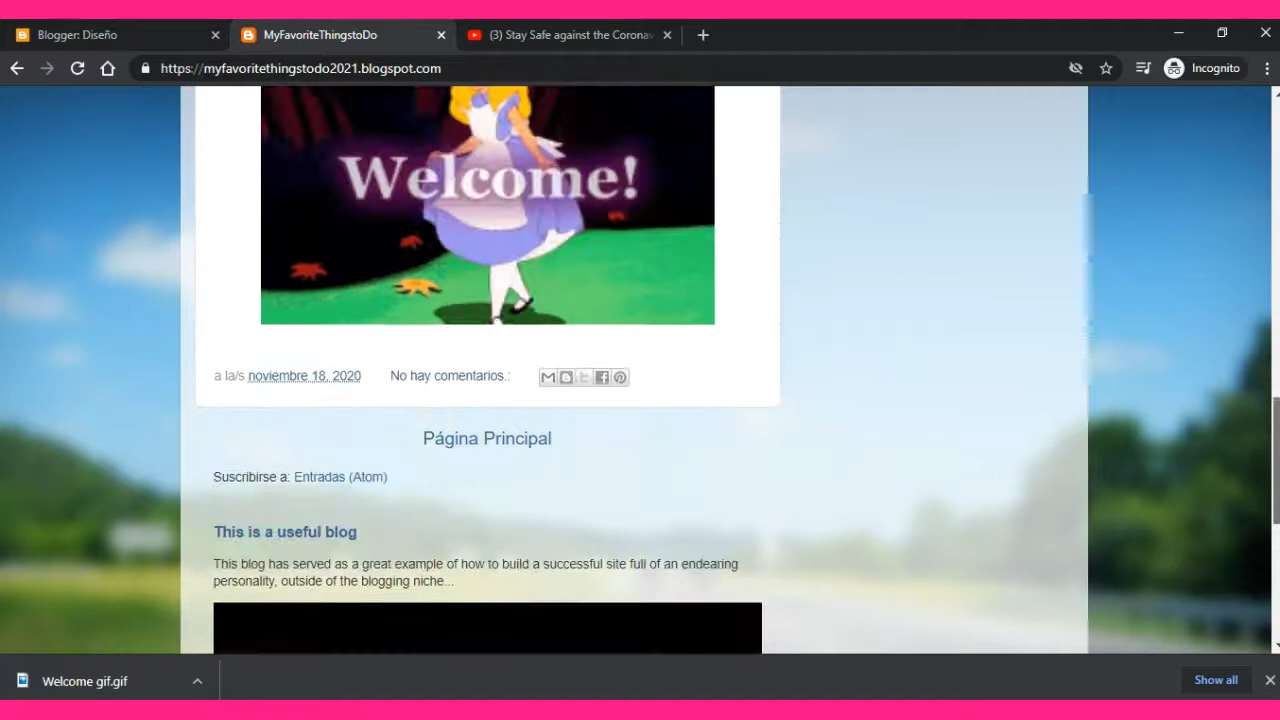 Blogger: Diseño
MyFavoriteThingstoDo
(3) Stay Safe against the Coronav
https://myfavoritethingstodo2021.blogspot.com
Incognito
Welcome!
a la/s noviembre 18, 2020
No hay comentarios.:
Página Principal
Suscribirse a: Entradas (Atom)
This is a useful blog
This blog has served as a great example of how to build a successful site full of an endearing
personality, outside of the blogging niche...
Welcome gif.gif
Show all